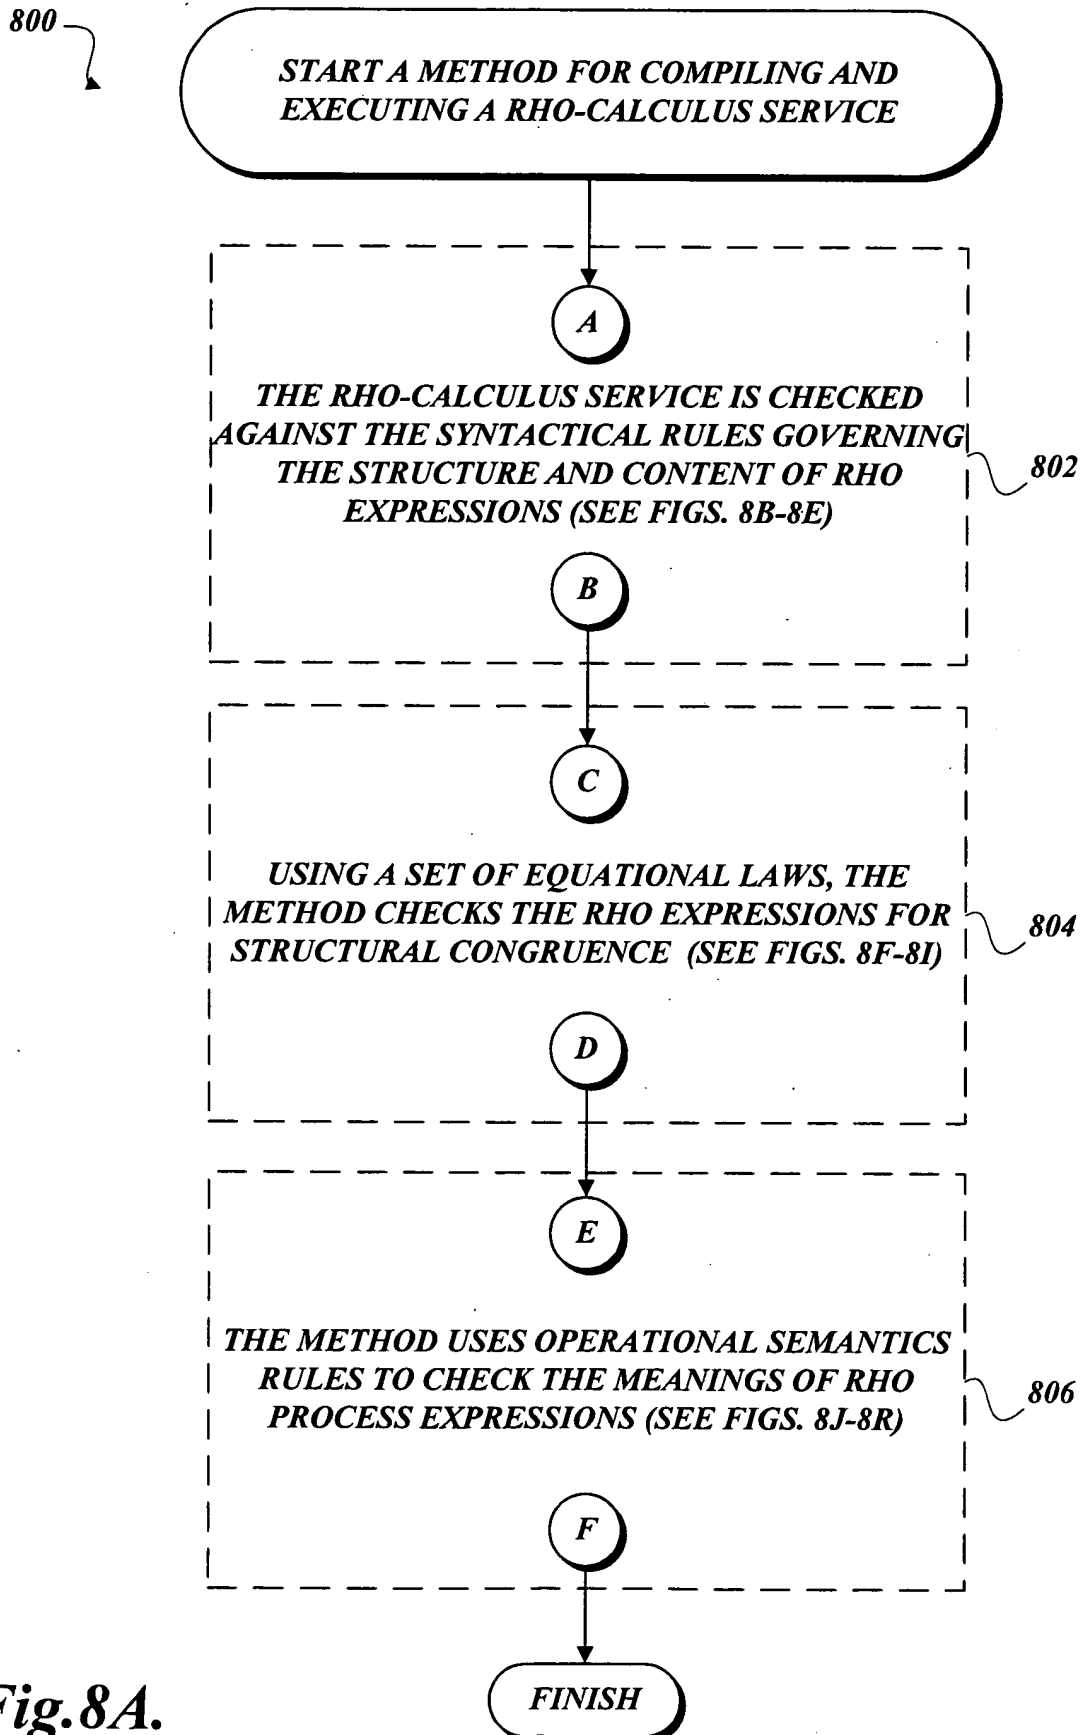 800
START A METHOD FOR COMPILING AND
EXECUTING A RHO-CALCULUS SERVICE
A
THE RHO-CALCULUS SERVICE IS CHECKED
AGAINST THE SYNTACTICAL RULES GOVERNING
THE STRUCTURE AND CONTENT OF RHO
EXPRESSIONS (SEE FIGS. 8B-8E)
802
B
C
USING A SET OF EQUATIONAL LAWS, THE
METHOD CHECKS THE RHO EXPRESSIONS FOR
STRUCTURAL CONGRUENCE (SEE FIGS. 8F-8I)
804
D
E
THE METHOD USES OPERATIONAL SEMANTICS
RULES TO CHECK THE MEANINGS OF RHO
PROCESS EXPRESSIONS (SEE FIGS. 8J-8R)
806
F
FINISH
Fig.8A.